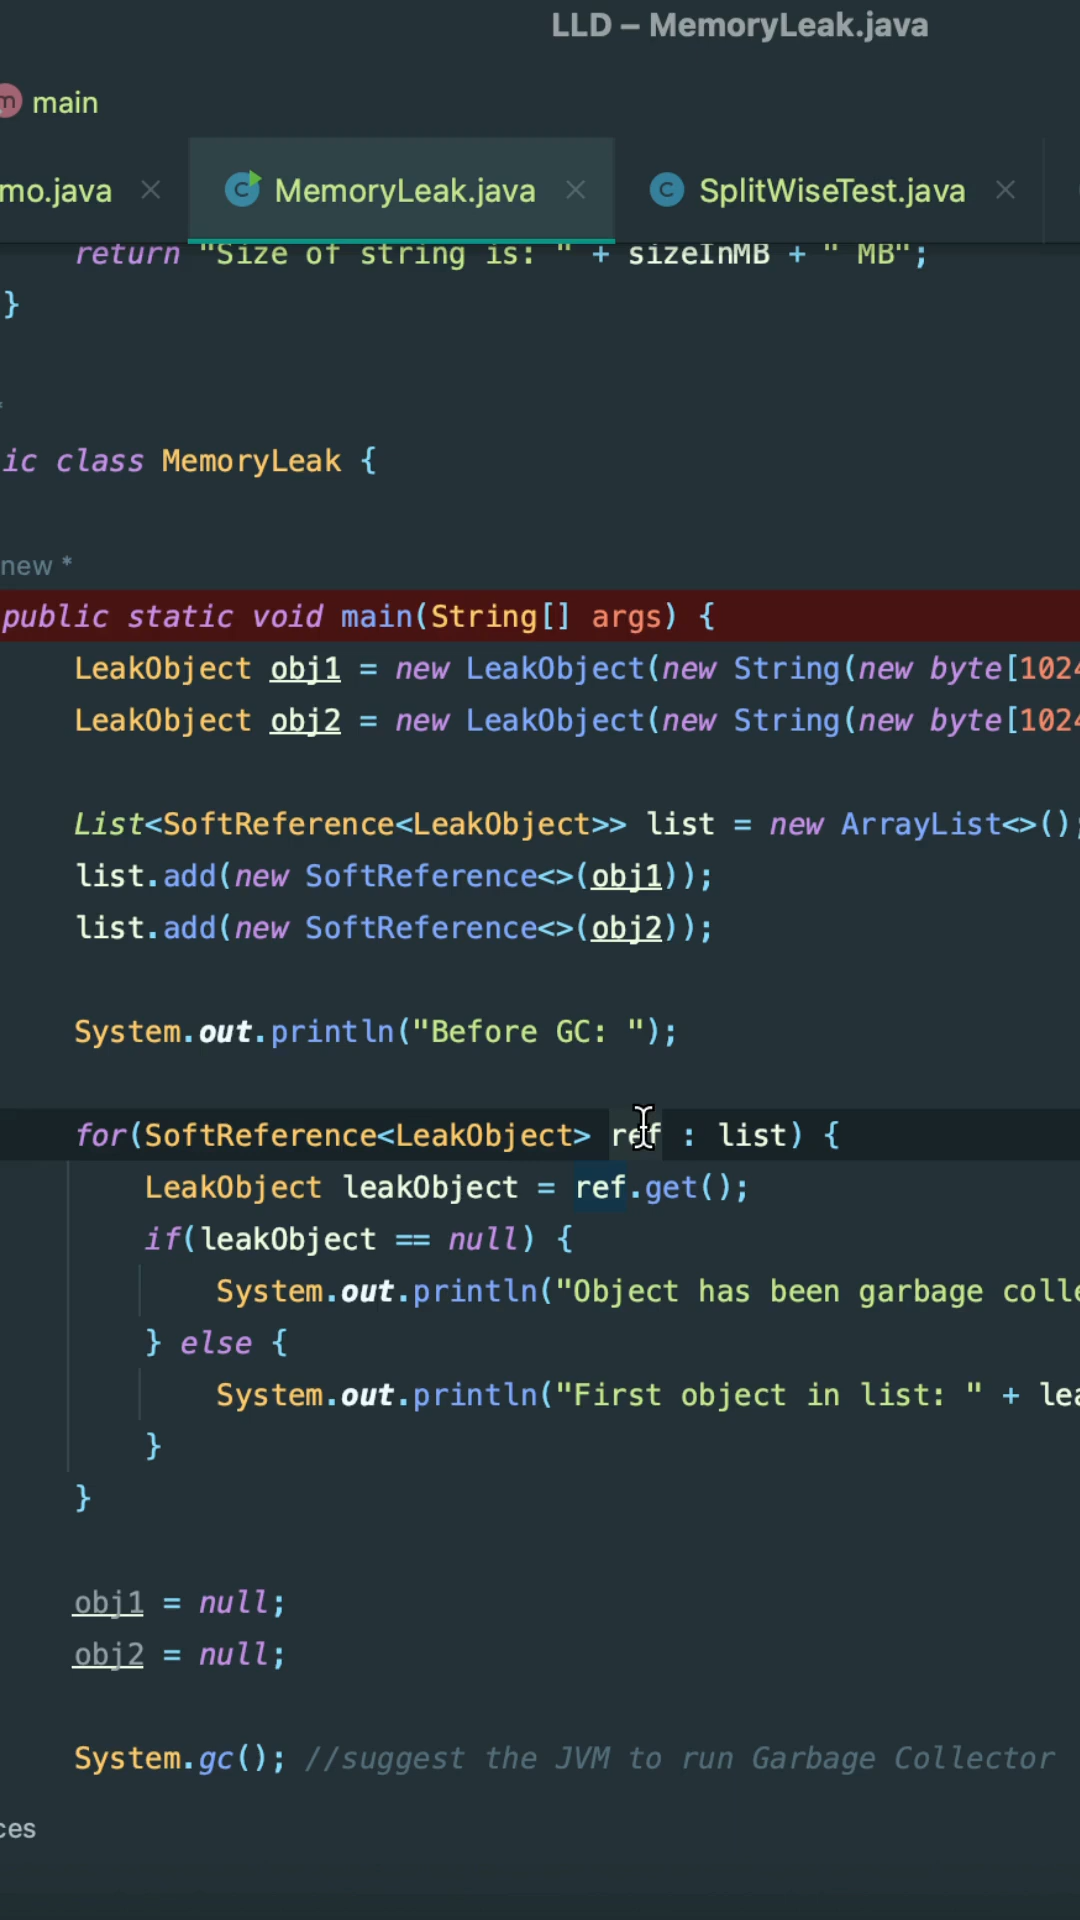 LLD – MemoryLeak.java
m main
mo.java MemoryLeak.java SplitWiseTest.java
return "Size of string is: " + sizeInMB + " MB";
}
ic class MemoryLeak {
new *
public static void main(String[] args) {
LeakObject obj1 = new LeakObject(new String(new byte[1024
LeakObject obj2 = new LeakObject(new String(new byte[1024
List<SoftReference<LeakObject>> list = new ArrayList<>();
list.add(new SoftReference<>(obj1));
list.add(new SoftReference<>(obj2));
System.out.println("Before GC: ");
for(SoftReference<LeakObject> ref : list) {
LeakObject leakObject = ref.get();
if(leakObject == null) {
System.out.println("Object has been garbage colle
} else {
System.out.println("First object in list: " + lea
}
}
obj1 = null;
obj2 = null;
System.gc(); //suggest the JVM to run Garbage Collector
ces